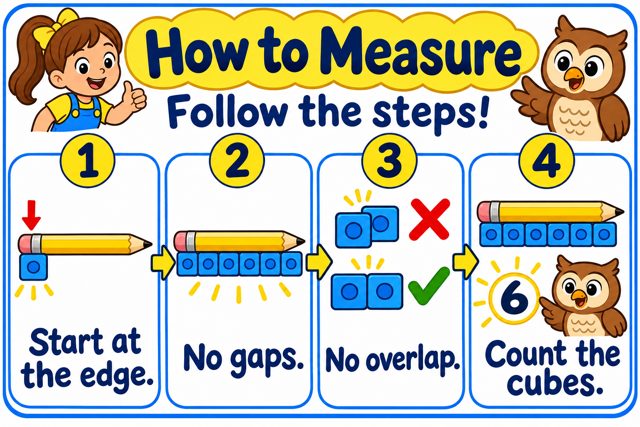 How to Measure
Follow the steps!
1
2
3
4
6
Start at
the edge.
No gaps.
No overlap.
Count the
cubes.